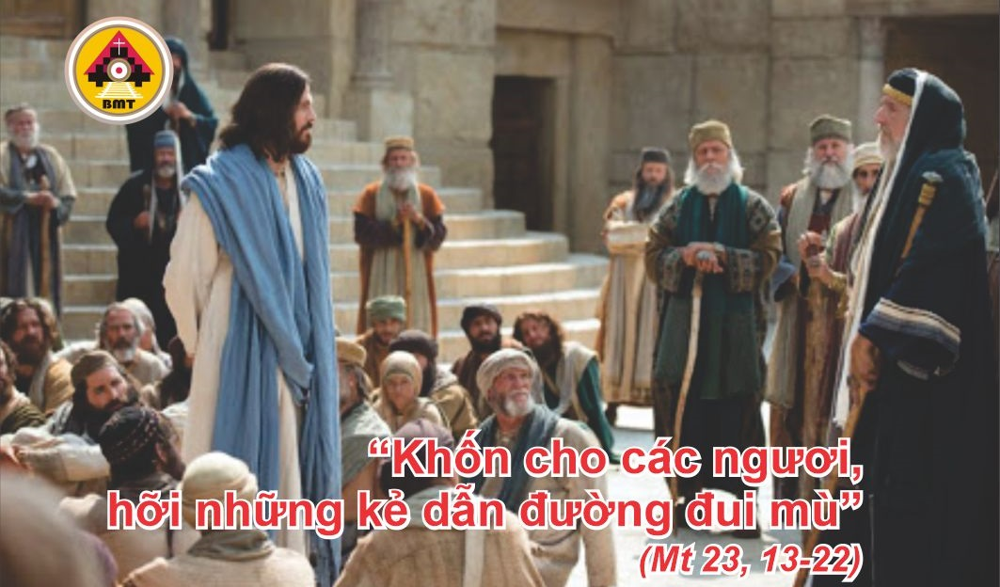 BMT
“Khốn cho các ngươi,
hỡi những kẻ dẫn đường đui mù”
(Mt 23, 13-22)